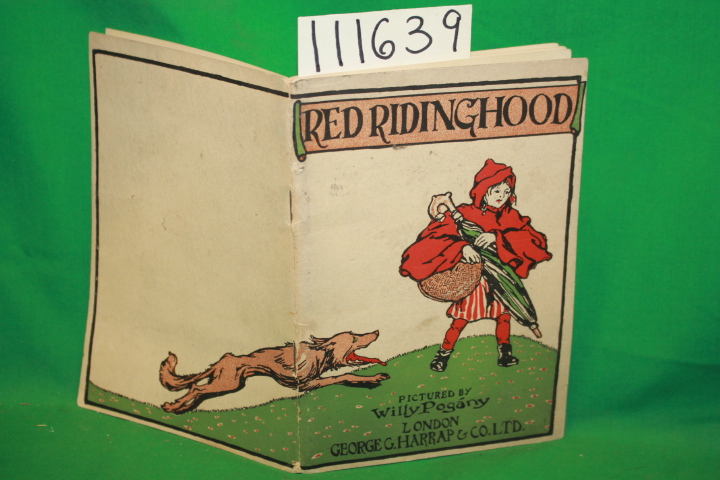 111639
RED RIDINGHOOD
PICTURED BY
Willy Pogány
LONDON
GEORGE G. HARRAP & CO. LTD.